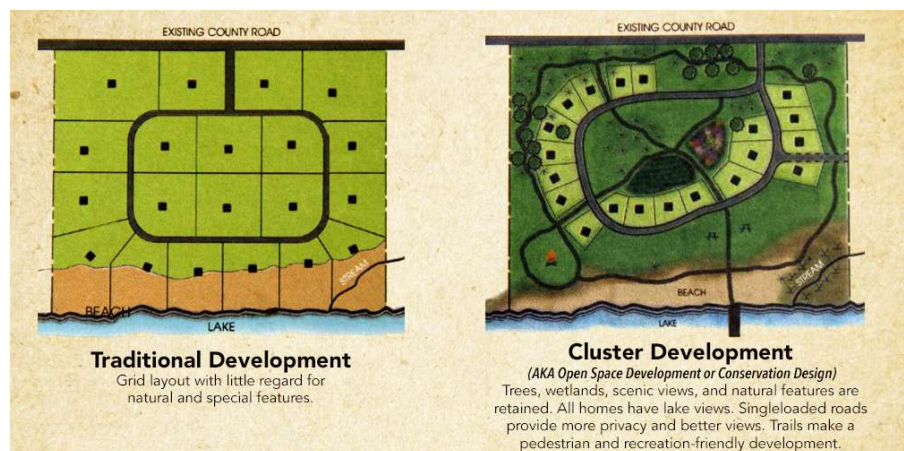 EXISTING COUNTY ROAD
STREAM
BEACH
LAKE
Traditional Development
Grid layout with little regard for
natural and special features.
EXISTING COUNTY ROAD
STREAM
BEACH
LAKE
Cluster Development
(AKA Open Space Development or Conservation Design)
Trees, wetlands, scenic views, and natural features are
retained. All homes have lake views. Singleloaded roads
provide more privacy and better views. Trails make a
pedestrian and recreation-friendly development.